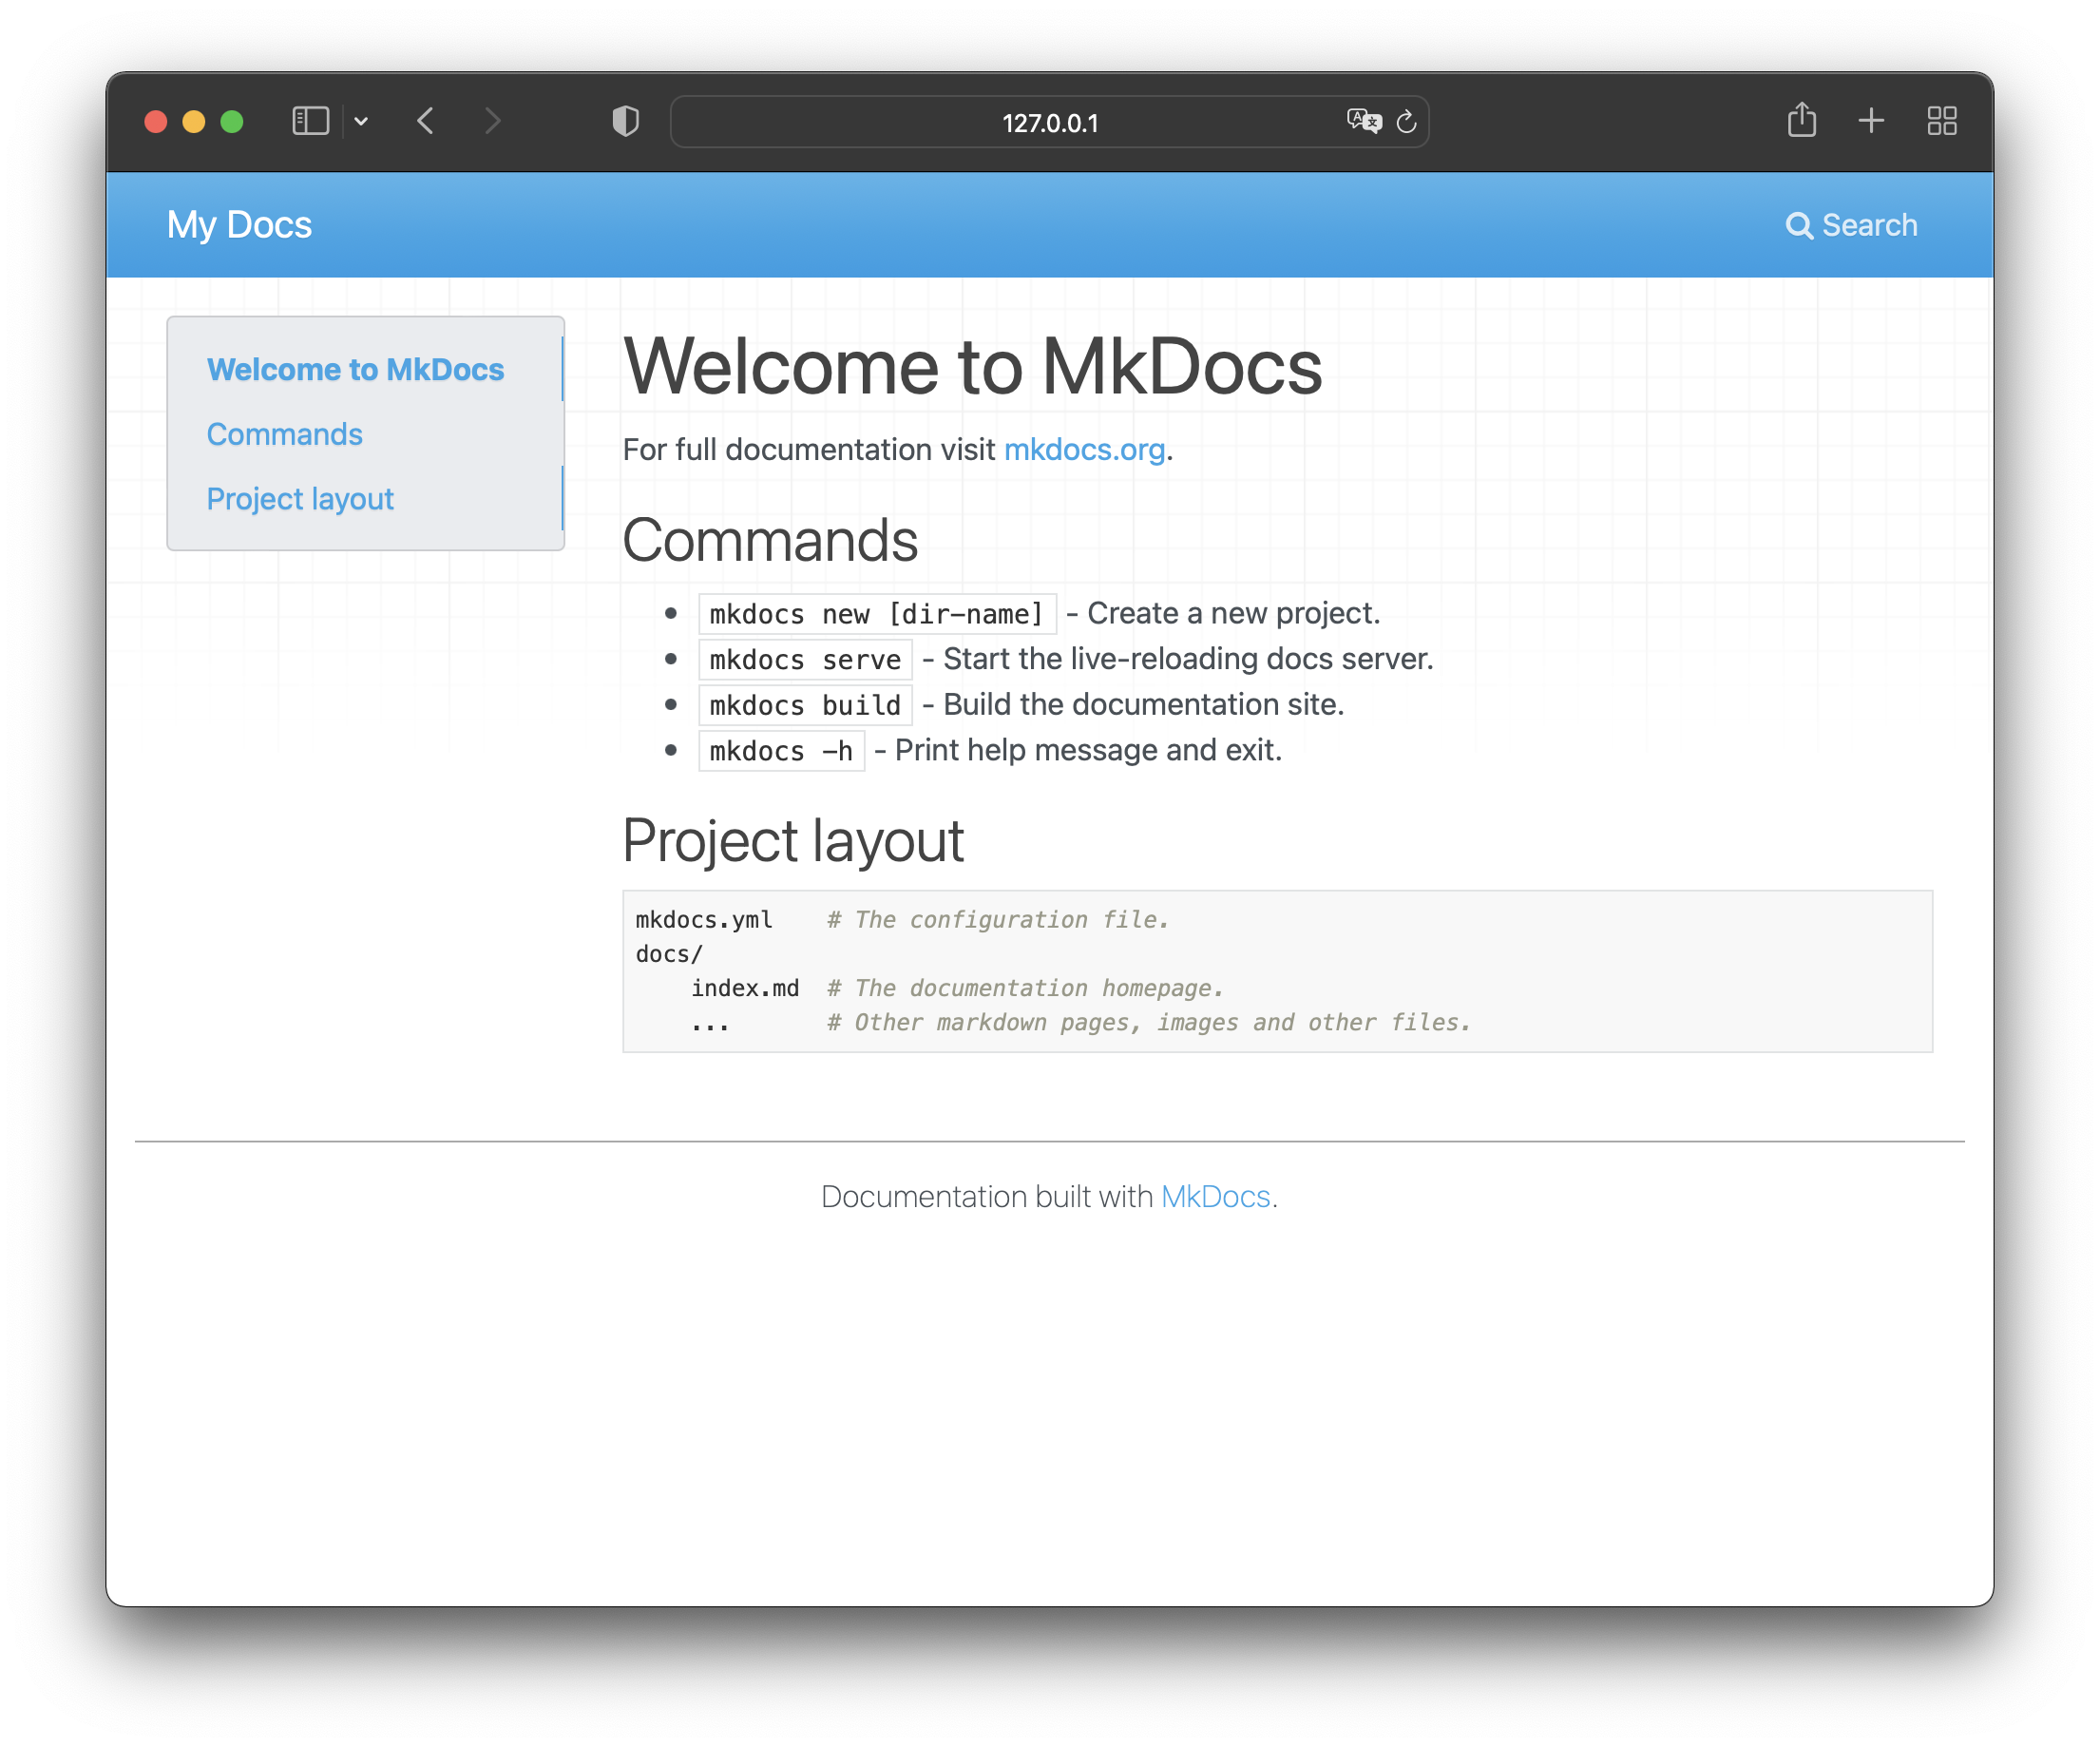 127.0.0.1
My Docs
Search
Welcome to MkDocs
Commands
Project layout
Welcome to MkDocs
For full documentation visit mkdocs.org.
Commands
• mkdocs new [dir-name] - Create a new project.
• mkdocs serve - Start the live-reloading docs server.
• mkdocs build - Build the documentation site.
• mkdocs -h - Print help message and exit.
Project layout
mkdocs.yml    # The configuration file.
docs/
    index.md  # The documentation homepage.
    ...       # Other markdown pages, images and other files.
Documentation built with MkDocs.